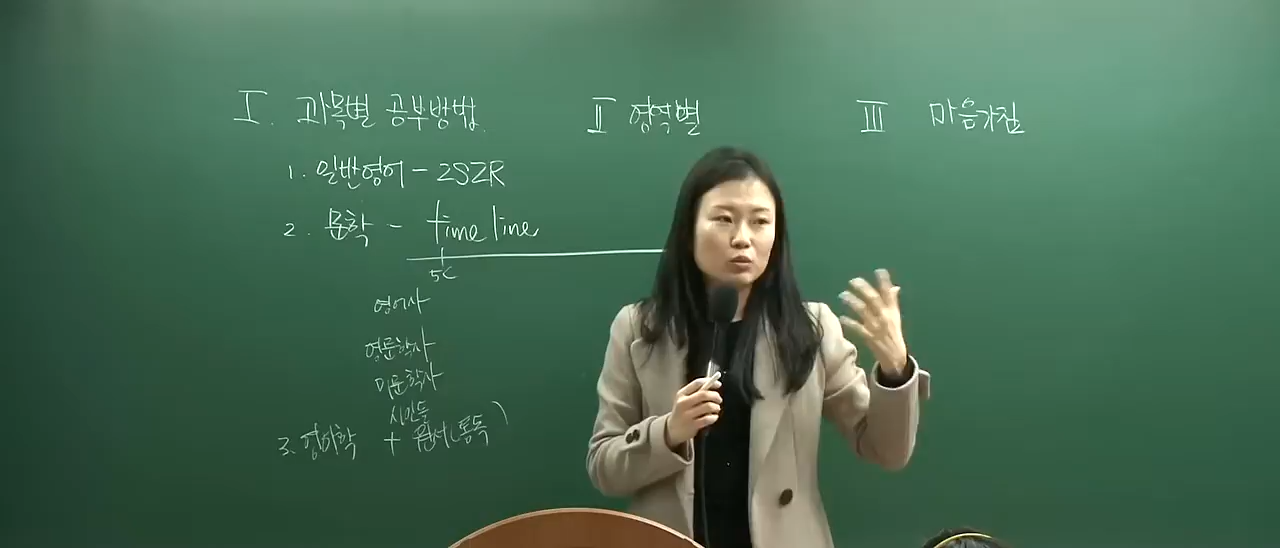 I. 과목별 공부방법
II 영역별
III 마음가짐
1. 일반영어 - 2S2R
2. 문학 - time line
5C
영어사
영문학사
미문학사
시인들
3. 영어학 + 원서(통독)